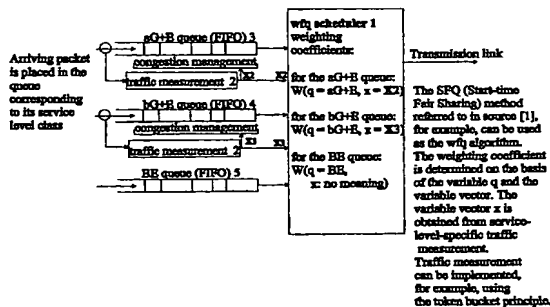 Arriving packet
is placed in the
queue
corresponding
to its service
level class
aG+B queue (FIFO) 3
congestion management
X2
traffic measurement 2
X2
bG+E queue (FIFO) 4
congestion management
X3
traffic measurement 2
X3
BE queue (FIFO) 5
wfq scheduler 1
weighting
coefficients:
for the aG+B queue:
W(q = aG+B, x = X2)
for the bG+B queue:
W(q = bG+B, x = X3)
for the BE queue:
W(q = BE,
x: no meaning)
Transmission link
The SFQ (Start-time
Fair Sharing) method
referred to in source [1],
for example, can be used
as the wfq algorithm.
The weighting coefficient
is determined on the basis
of the variable q and the
variable vector. The
variable vector x is
obtained from service-
level-specific traffic
measurement.
Traffic measurement
can be implemented,
for example, using
the token bucket principle.